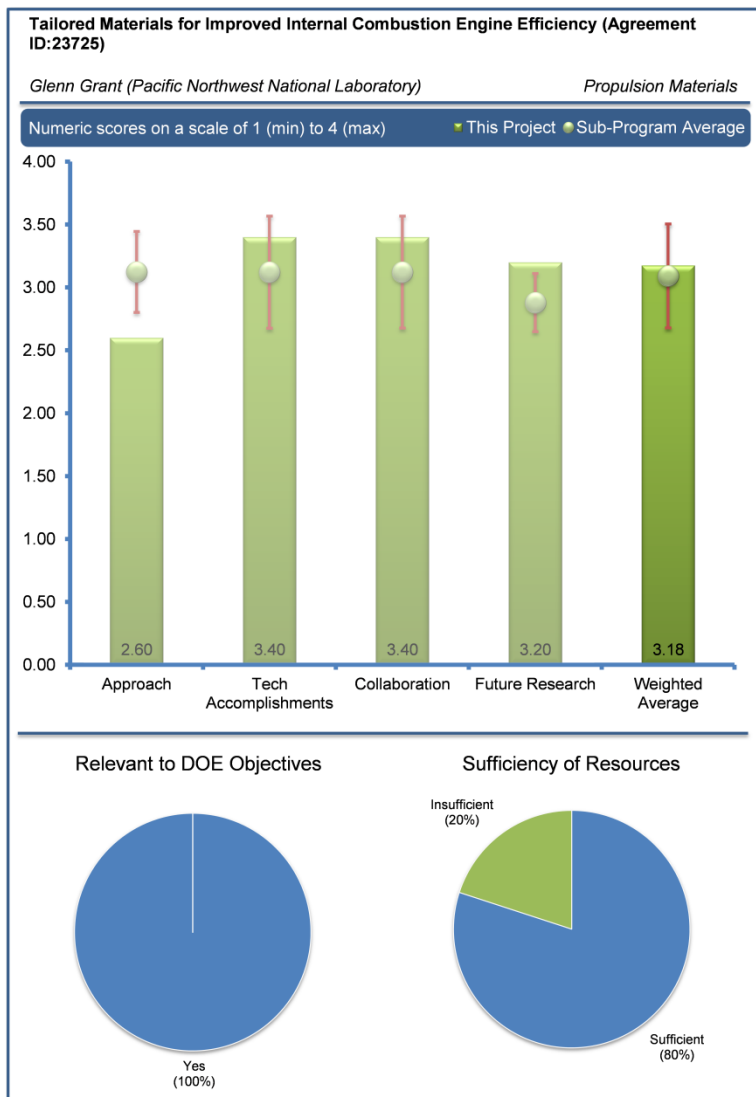 Tailored Materials for Improved Internal Combustion Engine Efficiency (Agreement
ID:23725)
Glenn Grant (Pacific Northwest National Laboratory)
Propulsion Materials
Numeric scores on a scale of 1 (min) to 4 (max)
This Project
Sub-Program Average
4.00
3.50
3.00
2.50
2.00
1.50
1.00
0.50
0.00
2.60
3.40
3.40
3.20
3.18
Approach
Tech
Accomplishments
Collaboration
Future Research
Weighted
Average
Relevant to DOE Objectives
Yes
(100%)
Sufficiency of Resources
Insufficient
(20%)
Sufficient
(80%)